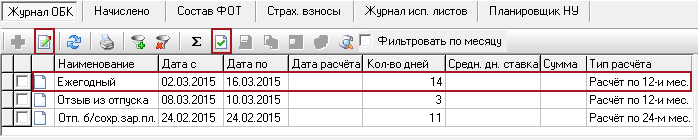 Журнал ОБК Начислено Состав ФОТ Страх. взносы Журнал исп. листов Планировщик НУ
Σ Фильтровать по месяцу
Наименование Дата с Дата по Дата расчёта Кол-во дней Средн. дн. ставка Сумма Тип расчёта
Ежегодный 02.03.2015 16.03.2015 14 Расчёт по 12-и мес.
Отзыв из отпуска 08.03.2015 10.03.2015 3 Расчёт по 12-и мес.
Отп. б/сохр.зар.пл. 24.02.2015 24.02.2015 11 Расчёт по 24-м мес.